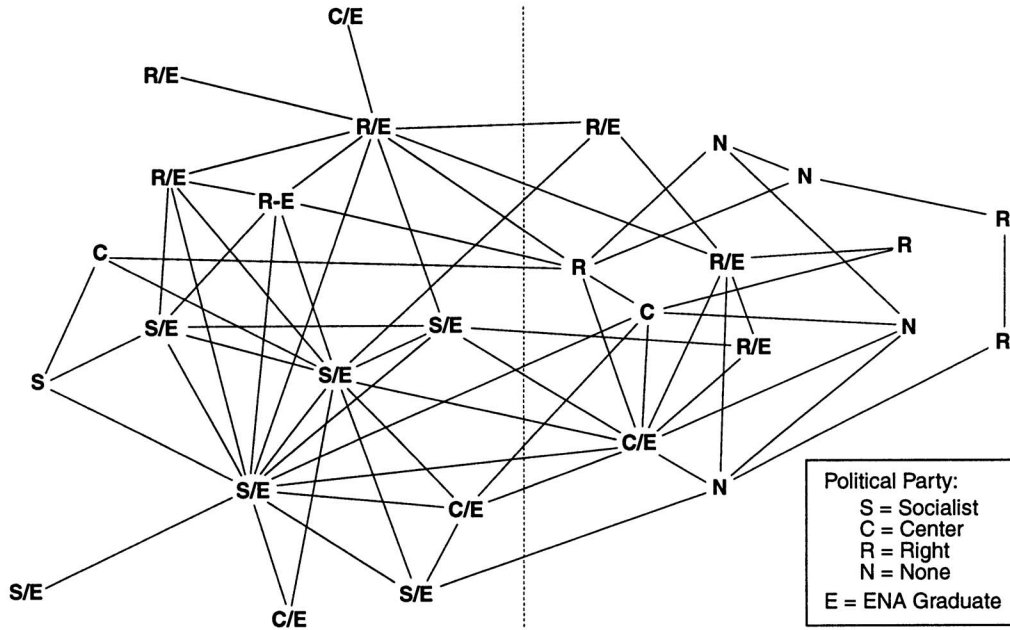 C/E
R/E
R/E
R/E
N
N
R/E
R-E
R
R
C
R
R/E
C
S/E
S/E
N
R/E
R
S/E
S
C/E
S/E
N
C/E
S/E
S/E
C/E
Political Party:
S = Socialist
C = Center
R = Right
N = None
E = ENA Graduate